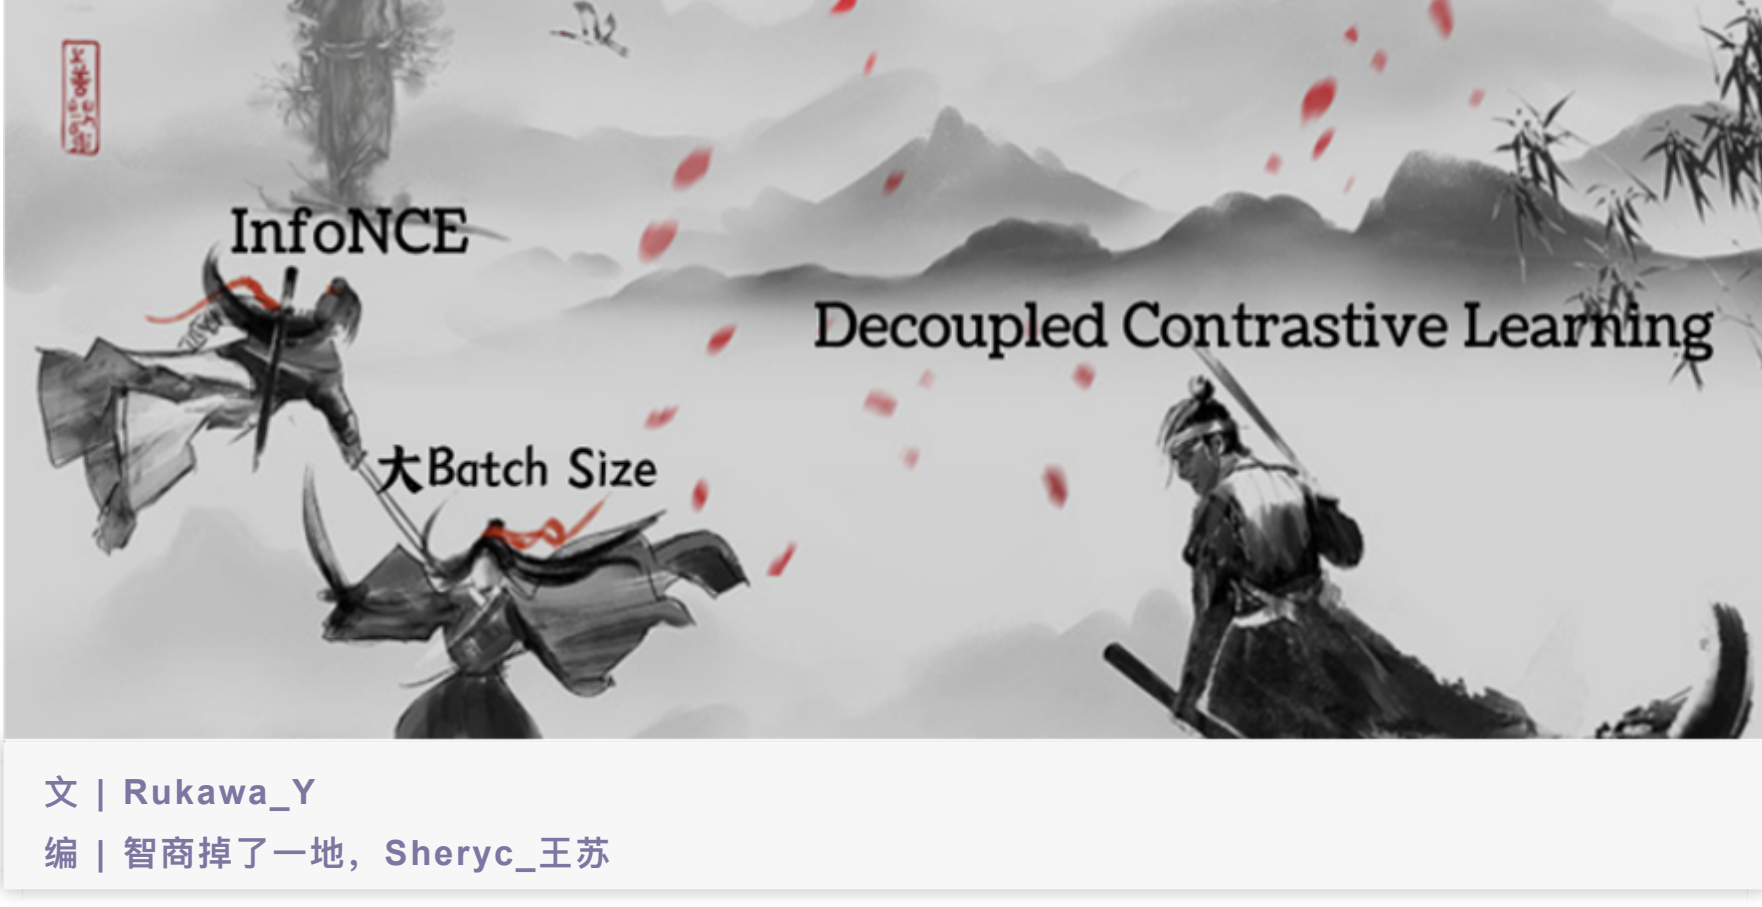 InfoNCE
Decoupled Contrastive Learning
大Batch Size
文 | Rukawa_Y
编 | 智商掉了一地，Sheryc_王苏